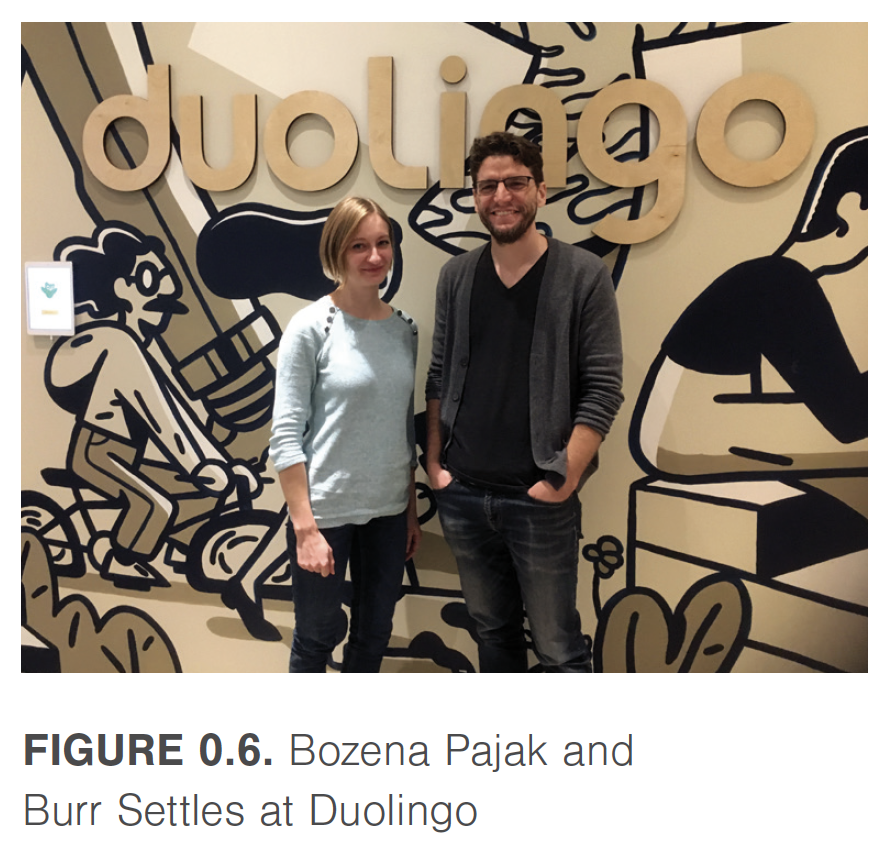 duolingo
FIGURE 0.6. Bozena Pajak and
Burr Settles at Duolingo